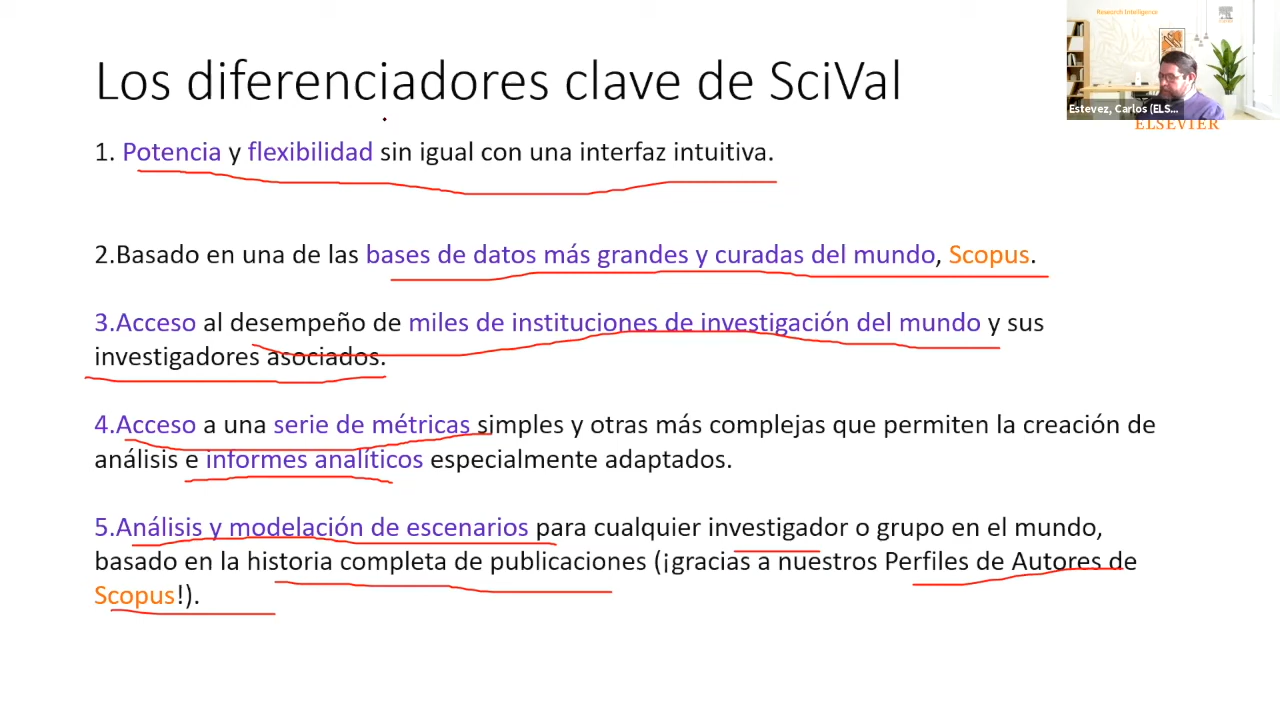 Research Intelligence
Los diferenciadores clave de SciVal
Estevez, Carlos (ELS...
ELSEVIER
1. Potencia y flexibilidad sin igual con una interfaz intuitiva.
2.Basado en una de las bases de datos más grandes y curadas del mundo, Scopus.
3.Acceso al desempeño de miles de instituciones de investigación del mundo y sus
investigadores asociados.
4.Acceso a una serie de métricas simples y otras más complejas que permiten la creación de
análisis e informes analíticos especialmente adaptados.
5.Análisis y modelación de escenarios para cualquier investigador o grupo en el mundo,
basado en la historia completa de publicaciones (¡gracias a nuestros Perfiles de Autores de
Scopus!).